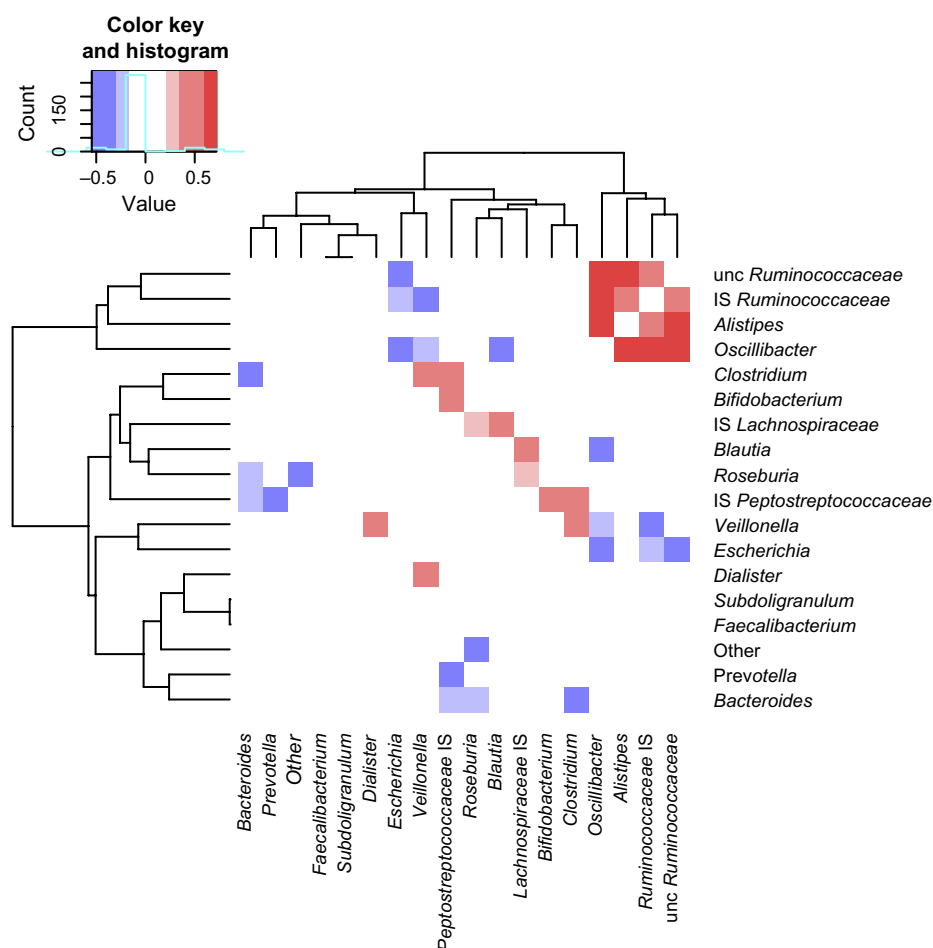 Color key
and histogram
Count
0
150
–0.5
0
0.5
Value
unc Ruminococcaceae
IS Ruminococcaceae
Alistipes
Oscillibacter
Clostridium
Bifidobacterium
IS Lachnospiraceae
Blautia
Roseburia
IS Peptostreptococcaceae
Veillonella
Escherichia
Dialister
Subdoligranulum
Faecalibacterium
Other
Prevotella
Bacteroides
Bacteroides
Prevotella
Other
Faecalibacterium
Subdoligranulum
Dialister
Escherichia
Veillonella
Peptostreptococcaceae IS
Roseburia
Blautia
Lachnospiraceae IS
Bifidobacterium
Clostridium
Oscillibacter
Alistipes
Ruminococcaceae IS
unc Ruminococcaceae